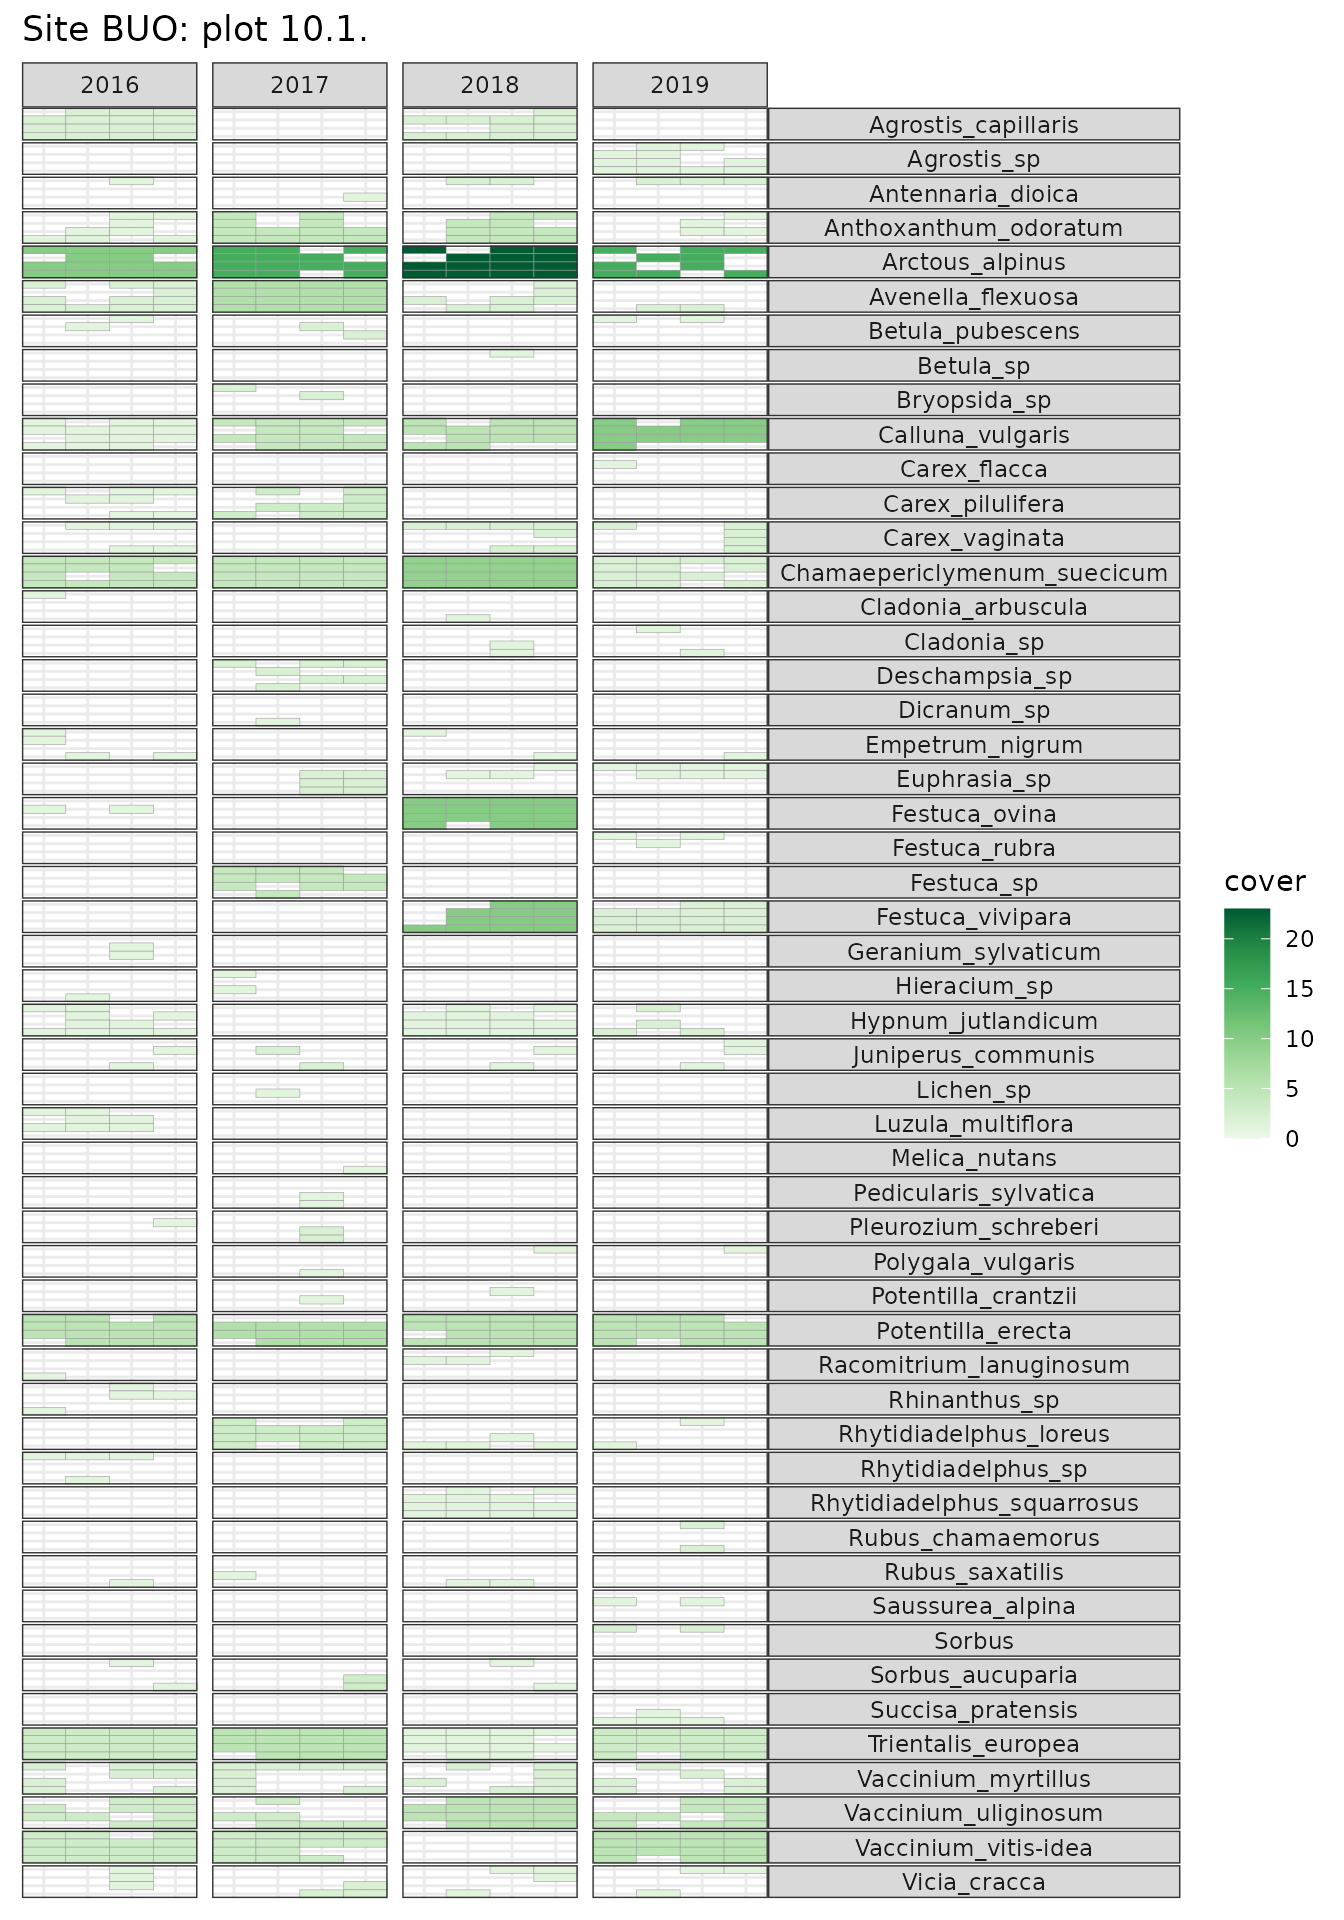 Site BUO: plot 10.1.
2016 2017 2018 2019
Agrostis_capillaris
Agrostis_sp
Antennaria_dioica
Anthoxanthum_odoratum
Arctous_alpinus
Avenella_flexuosa
Betula_pubescens
Betula_sp
Bryopsida_sp
Calluna_vulgaris
Carex_flacca
Carex_pilulifera
Carex_vaginata
Chamaepericlymenum_suecicum
Cladonia_arbuscula
Cladonia_sp
Deschampsia_sp
Dicranum_sp
Empetrum_nigrum
Euphrasia_sp
Festuca_ovina
Festuca_rubra
Festuca_sp
Festuca_vivipara
Geranium_sylvaticum
Hieracium_sp
Hypnum_jutlandicum
Juniperus_communis
Lichen_sp
Luzula_multiflora
Melica_nutans
Pedicularis_sylvatica
Pleurozium_schreberi
Polygala_vulgaris
Potentilla_crantzii
Potentilla_erecta
Racomitrium_lanuginosum
Rhinanthus_sp
Rhytidiadelphus_loreus
Rhytidiadelphus_sp
Rhytidiadelphus_squarrosus
Rubus_chamaemorus
Rubus_saxatilis
Saussurea_alpina
Sorbus
Sorbus_aucuparia
Succisa_pratensis
Trientalis_europea
Vaccinium_myrtillus
Vaccinium_uliginosum
Vaccinium_vitis-idea
Vicia_cracca
cover
20
15
10
5
0